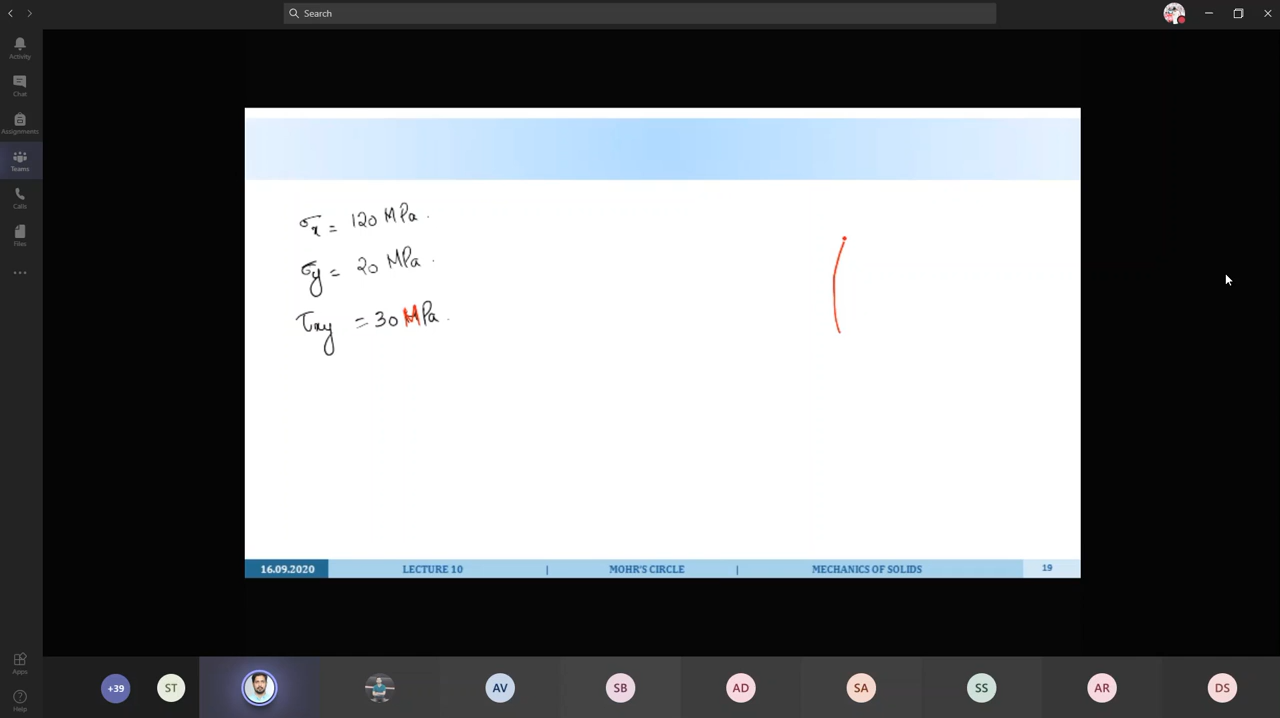 Search
Activity
Chat
Assignments
Teams
Calls
Files
Apps
Help
σx = 120 MPa.
σy = 20 MPa.
τxy = 30 MPa.
16.09.2020 LECTURE 10 | MOHR'S CIRCLE | MECHANICS OF SOLIDS 19
+39 ST AV SB AD SA SS AR DS